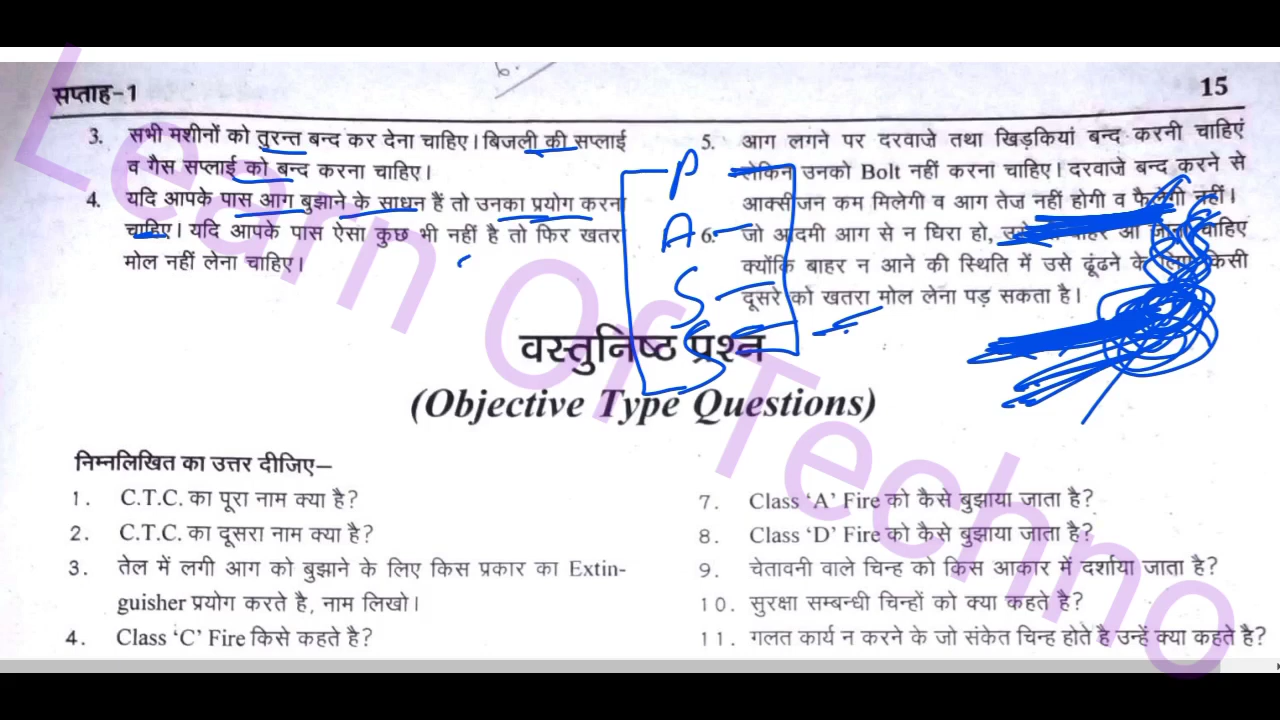 सप्ताह-1
15
3. सभी मशीनों को तुरन्त बन्द कर देना चाहिए। बिजली की सप्लाई
व गैस सप्लाई को बन्द करना चाहिए।
4. यदि आपके पास आग बुझाने के साधन हैं तो उनका प्रयोग करना
चाहिए। यदि आपके पास ऐसा कुछ भी नहीं है तो फिर खतरा
मोल नहीं लेना चाहिए।
5. आग लगने पर दरवाजे तथा खिड़कियां बन्द करनी चाहिएं
लेकिन उनको Bolt नहीं करना चाहिए। दरवाजे बन्द करने से
आक्सीजन कम मिलेगी व आग तेज नहीं होगी व फैलेगी नहीं।
6. जो आदमी आग से न घिरा हो, बाहर आ जाना चाहिए
क्योंकि बाहर न आने की स्थिति में उसे ढूंढने के लिए किसी
दूसरे को खतरा मोल लेना पड़ सकता है।
P
A
S
S
वस्तुनिष्ठ प्रश्न
(Objective Type Questions)
निम्नलिखित का उत्तर दीजिए–
1. C.T.C. का पूरा नाम क्या है?
2. C.T.C. का दूसरा नाम क्या है?
3. तेल में लगी आग को बुझाने के लिए किस प्रकार का Extin-
guisher प्रयोग करते है, नाम लिखो।
4. Class ‘C’ Fire किसे कहते है?
7. Class ‘A’ Fire को कैसे बुझाया जाता है?
8. Class ‘D’ Fire को कैसे बुझाया जाता है?
9. चेतावनी वाले चिन्ह को किस आकार में दर्शाया जाता है?
10. सुरक्षा सम्बन्धी चिन्हों को क्या कहते है?
11. गलत कार्य न करने के जो संकेत चिन्ह होते है उन्हें क्या कहते है?
Learn Of Techno